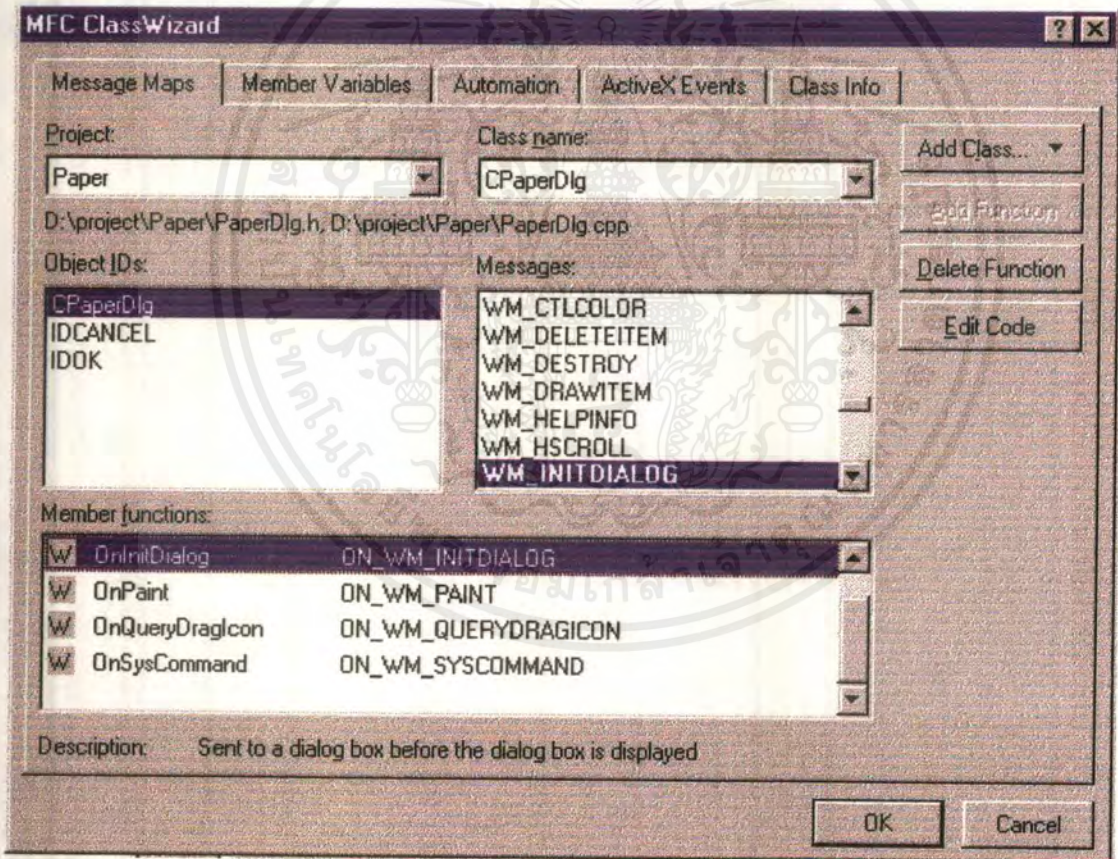 MFC ClassWizard
Message Maps Member Variables Automation ActiveX Events Class Info
Project: Class name:
Paper CPaperDlg
Add Class...
D:\project\Paper\PaperDlg.h, D:\project\Paper\PaperDlg.cpp
Add Function
Object IDs: Messages:
Delete Function
CPaperDlg
IDCANCEL
IDOK
WM_CTLCOLOR
WM_DELETEITEM
WM_DESTROY
WM_DRAWITEM
WM_HELPINFO
WM_HSCROLL
WM_INITDIALOG
Edit Code
Member functions:
W OnInitDialog ON_WM_INITDIALOG
W OnPaint ON_WM_PAINT
W OnQueryDragIcon ON_WM_QUERYDRAGICON
W OnSysCommand ON_WM_SYSCOMMAND
Description: Sent to a dialog box before the dialog box is displayed
OK Cancel